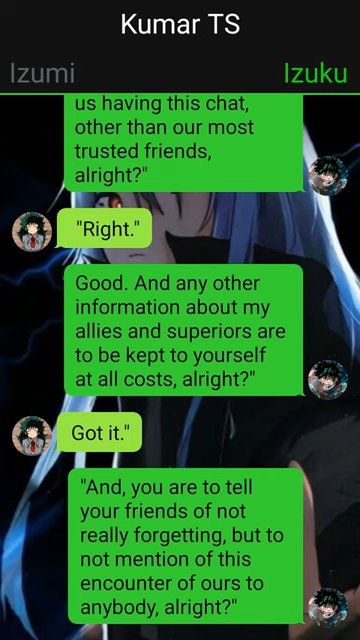 Kumar TS
Izumi Izuku
us having this chat,
other than our most
trusted friends,
alright?"
"Right."
Good. And any other
information about my
allies and superiors are
to be kept to yourself
at all costs, alright?"
Got it."
"And, you are to tell
your friends of not
really forgetting, but to
not mention of this
encounter of ours to
anybody, alright?"